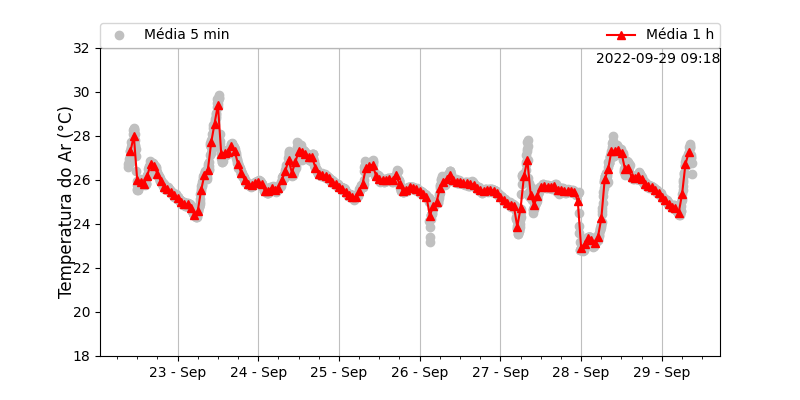 Média 5 min
Média 1 h
2022-09-29 09:18
Temperatura do Ar (°C)
32
30
28
26
24
22
20
18
23 - Sep
24 - Sep
25 - Sep
26 - Sep
27 - Sep
28 - Sep
29 - Sep